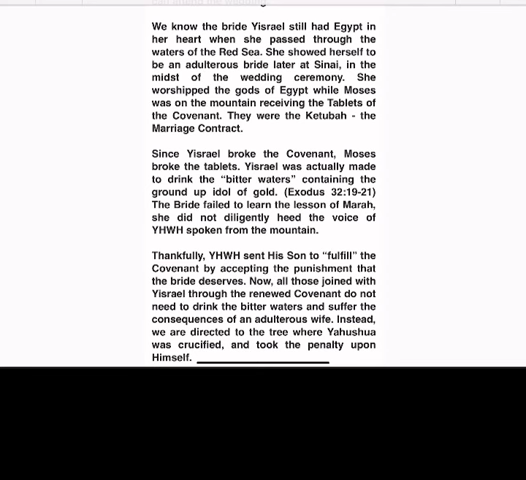 We know the bride Yisrael still had Egypt in
her heart when she passed through the
waters of the Red Sea. She showed herself to
be an adulterous bride later at Sinai, in the
midst of the wedding ceremony. She
worshipped the gods of Egypt while Moses
was on the mountain receiving the Tablets of
the Covenant. They were the Ketubah - the
Marriage Contract.
Since Yisrael broke the Covenant, Moses
broke the tablets. Yisrael was actually made
to drink the “bitter waters” containing the
ground up idol of gold. (Exodus 32:19-21)
The Bride failed to learn the lesson of Marah,
she did not diligently heed the voice of
YHWH spoken from the mountain.
Thankfully, YHWH sent His Son to “fulfill” the
Covenant by accepting the punishment that
the bride deserves. Now, all those joined with
Yisrael through the renewed Covenant do not
need to drink the bitter waters and suffer the
consequences of an adulterous wife. Instead,
we are directed to the tree where Yahushua
was crucified, and took the penalty upon
Himself.